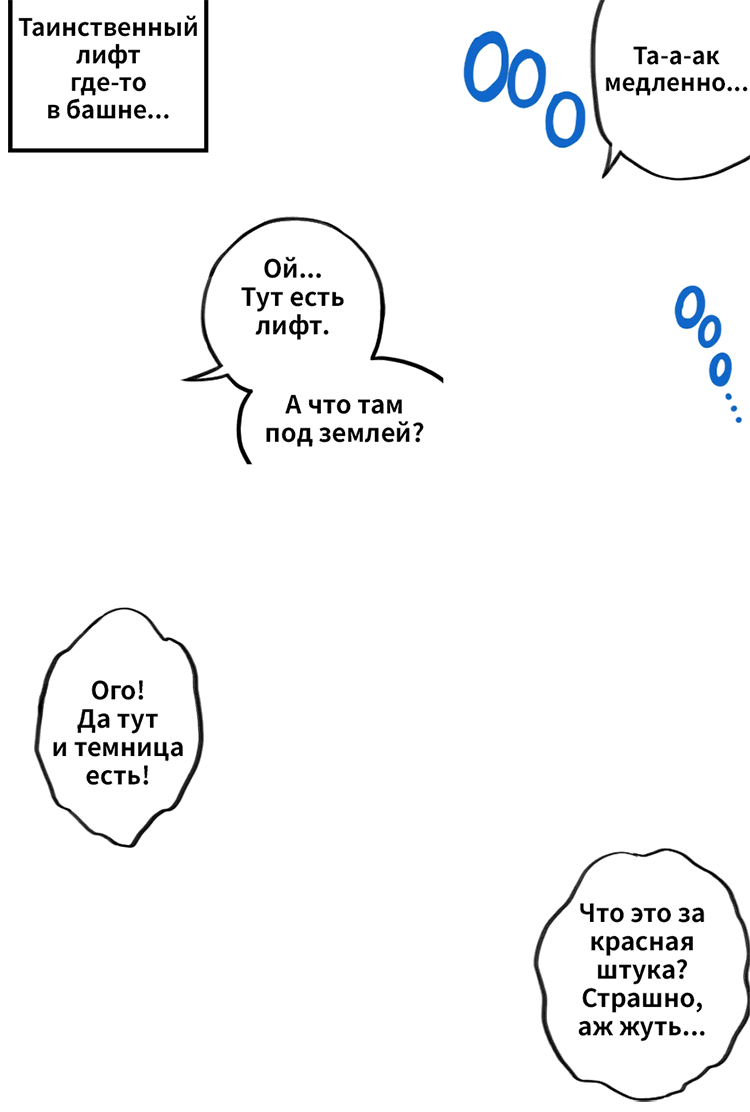 Таинственный
лифт
где-то
в башне...
Та-а-ак
медленно...
Ой...
Тут есть
лифт.
А что там
под землей?
Ого!
Да тут
и темница
есть!
Что это за
красная
штука?
Страшно,
аж жуть...